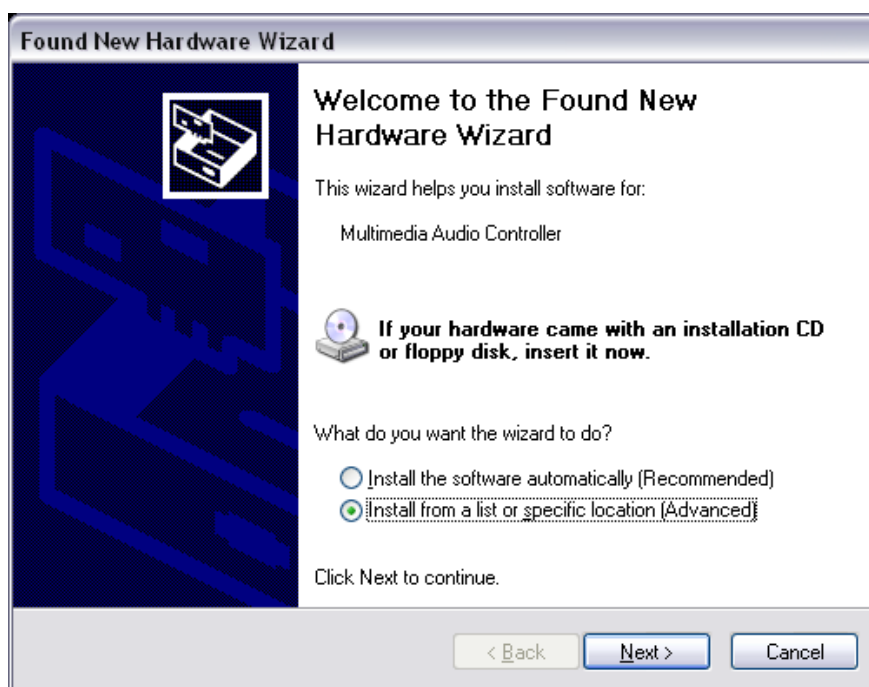 Found New Hardware Wizard
Welcome to the Found New
Hardware Wizard
This wizard helps you install software for:
Multimedia Audio Controller
If your hardware came with an installation CD
or floppy disk, insert it now.
What do you want the wizard to do?
Install the software automatically (Recommended)
Install from a list or specific location (Advanced)
Click Next to continue.
< Back
Next >
Cancel